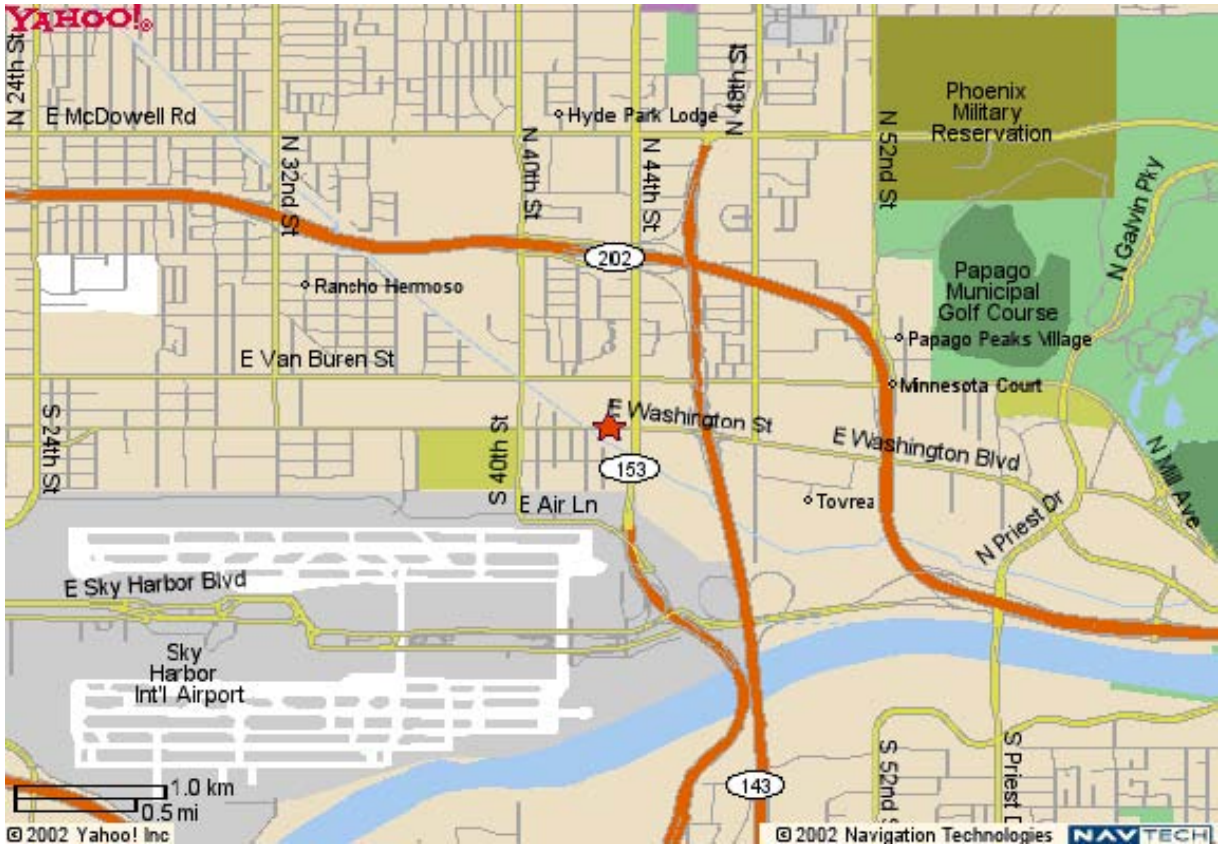 YAHOO!®
N 24th St
E McDowell Rd
Hyde Park Lodge
N 48th St
Phoenix
Military
Reservation
N 32nd St
N 40th St
N 44th St
N 52nd St
N Galvin Pky
202
Rancho Hermoso
Papago
Municipal
Golf Course
Papago Peaks Village
E Van Buren St
Minnesota Court
E Washington St
E Washington Blvd
S 24th St
S 40th St
153
Tovrea
N Mill Ave
E Air Ln
N Priest Dr
E Sky Harbor Blvd
Sky
Harbor
Int'l Airport
1.0 km
0.5 mi
143
S 52nd S
S Priest D
© 2002 Yahoo! Inc
© 2002 Navigation Technologies NAVTECH